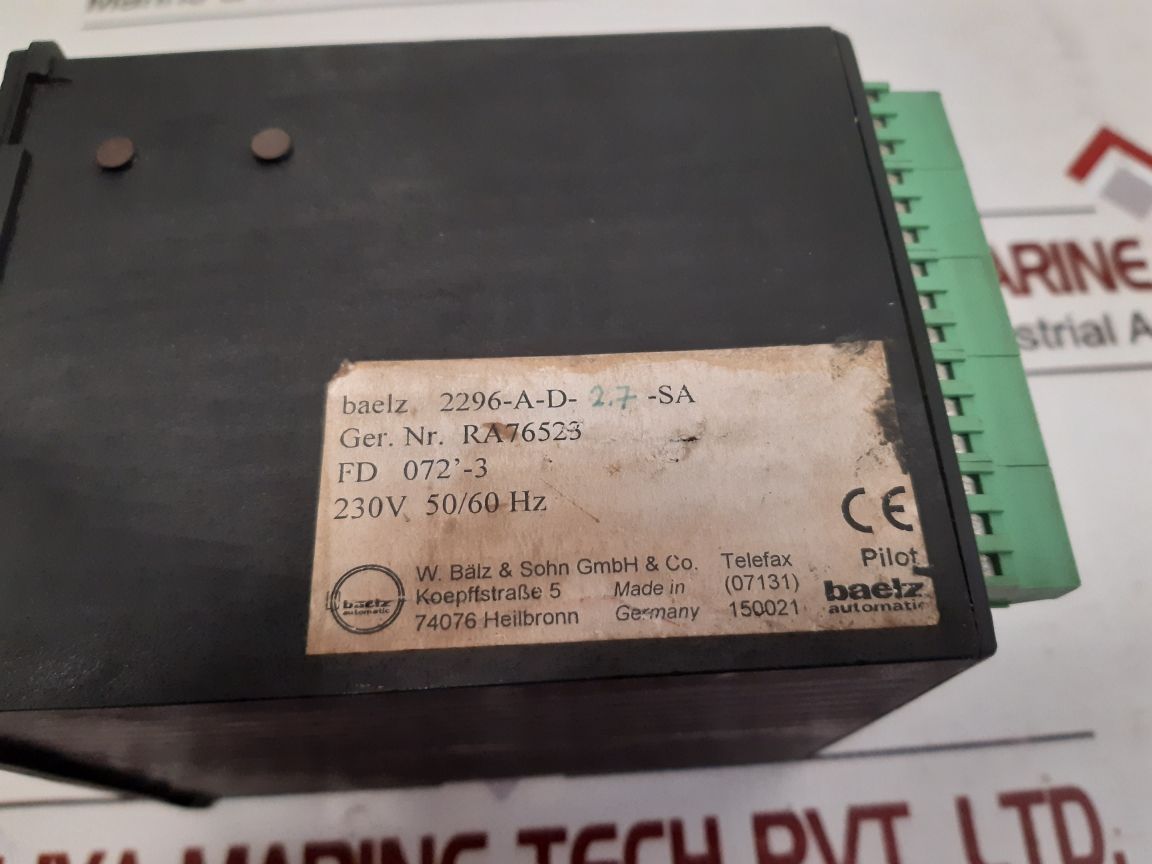 ARINE
strial A
baelz 2296-A-D- 2.7 -SA
Ger. Nr. RA76523
FD 072'-3
230V 50/60 Hz
CE
baelz
automatic
W. Bälz & Sohn GmbH & Co.
Koepffstraße 5
74076 Heilbronn
Made in
Germany
Telefax
(07131)
150021
Pilot
baelz
automatic
MARINE TECH PVT. LTD.